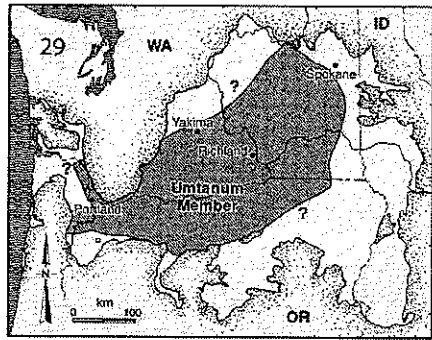 29
WA
ID
?
Spokane
Yakima
Richland
?
Umtanum
Member
Portland
?
N
km
0 100
OR